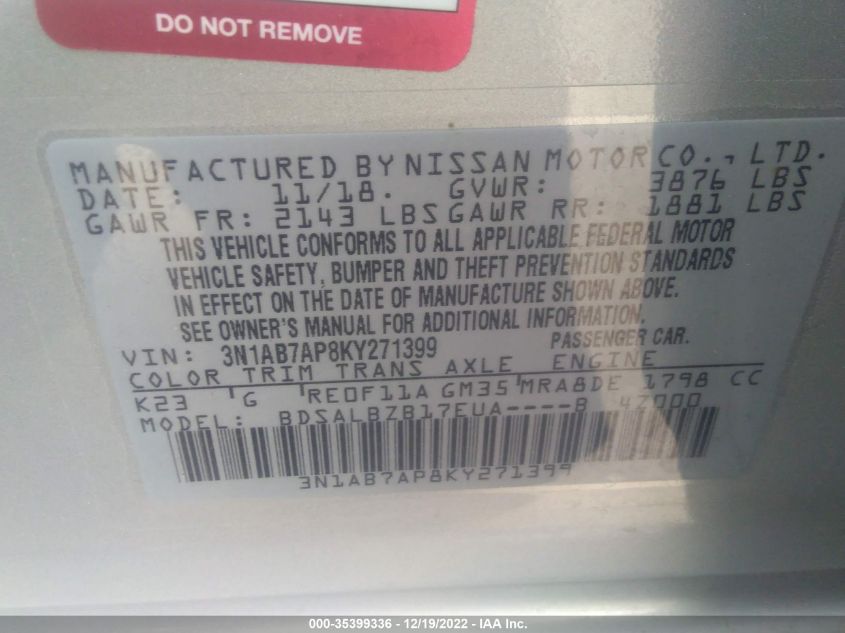 DO NOT REMOVE
MANUFACTURED BY NISSAN MOTOR CO., LTD.
DATE: 11/18. GVWR: 3876 LBS
GAWR FR: 2143 LBS GAWR RR: 1881 LBS
THIS VEHICLE CONFORMS TO ALL APPLICABLE FEDERAL MOTOR
VEHICLE SAFETY, BUMPER AND THEFT PREVENTION STANDARDS
IN EFFECT ON THE DATE OF MANUFACTURE SHOWN ABOVE.
SEE OWNER'S MANUAL FOR ADDITIONAL INFORMATION.
VIN: 3N1AB7AP8KY271399 PASSENGER CAR.
COLOR TRIM TRANS AXLE ENGINE
K23 G RE0F11A GM35 MRA8DE 1798 CC
MODEL: BDSALBZB17EUA----B 47000
3N1AB7AP8KY271399
000-35399336 - 12/19/2022 - IAA Inc.